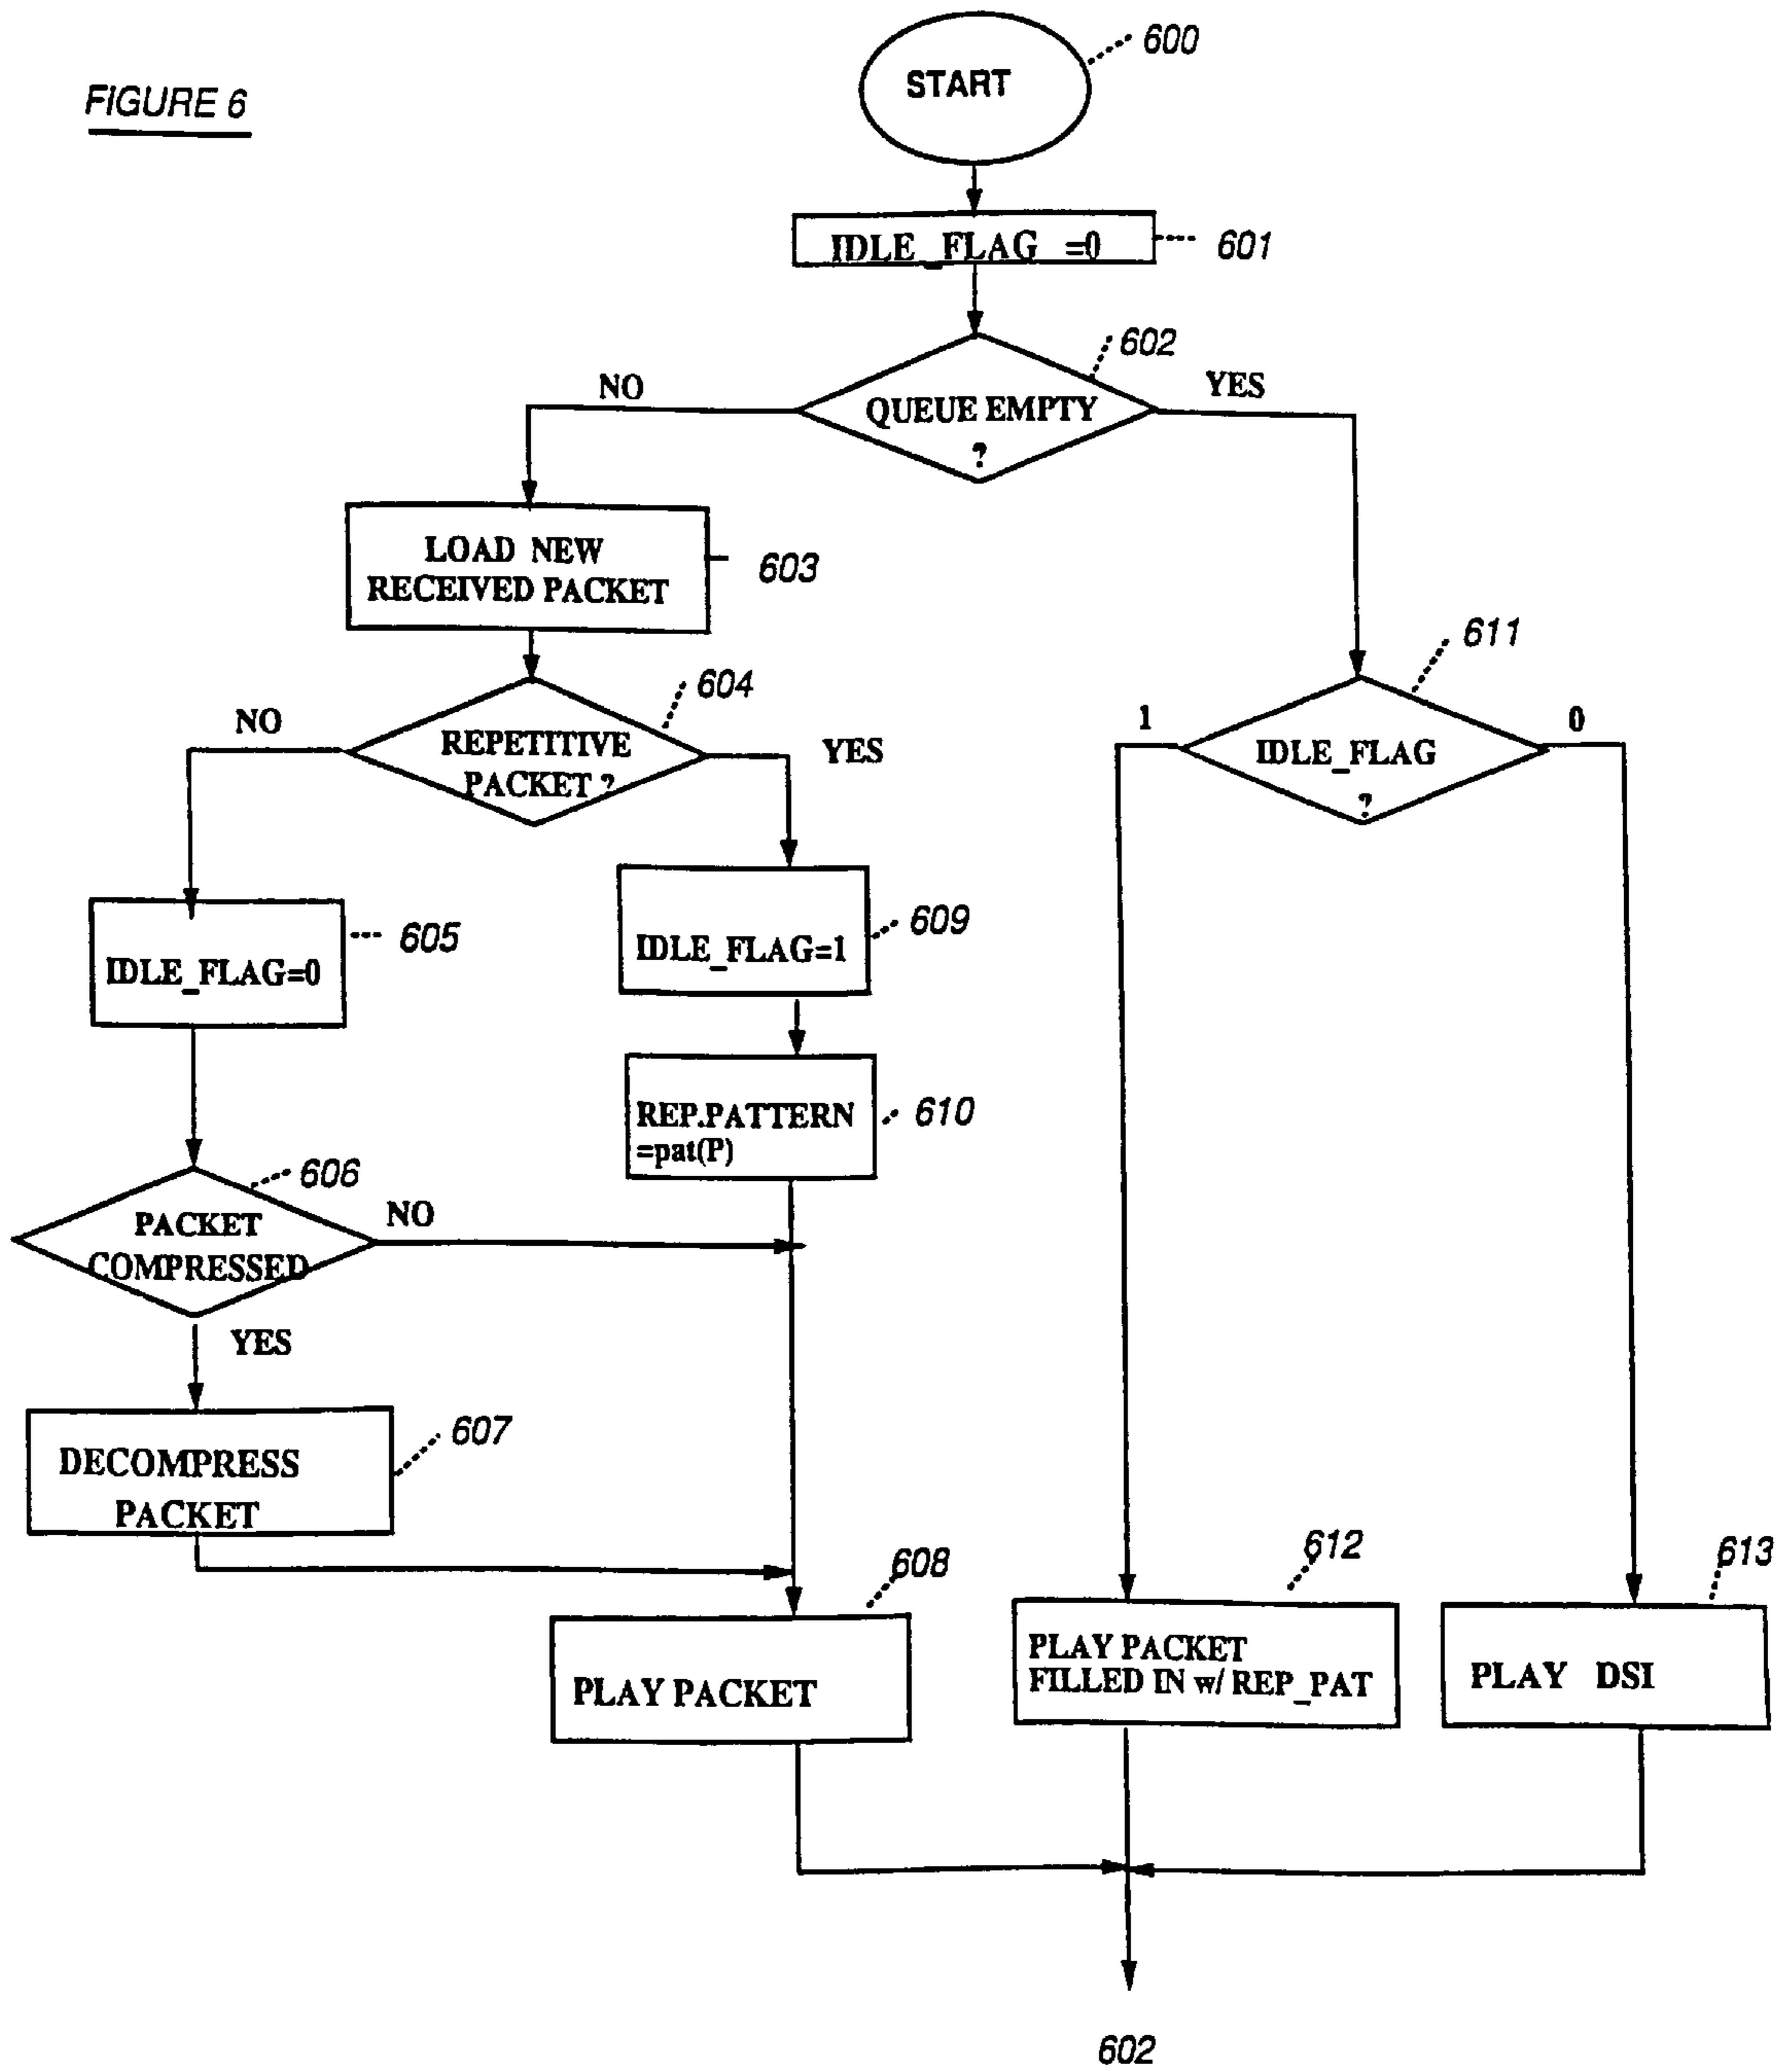 FIGURE 6
START
600
IDLE_FLAG =0
601
602
NO
YES
QUEUE EMPTY
?
LOAD NEW
RECEIVED PACKET
603
611
604
NO
REPETITIVE
PACKET ?
YES
1
0
IDLE_FLAG
?
605
IDLE_FLAG=0
609
IDLE_FLAG=1
REP.PATTERN
=pat(P)
610
606
PACKET
COMPRESSED
NO
YES
607
DECOMPRESS
PACKET
608
PLAY PACKET
612
PLAY PACKET
FILLED IN w/ REP_PAT
613
PLAY DSI
602